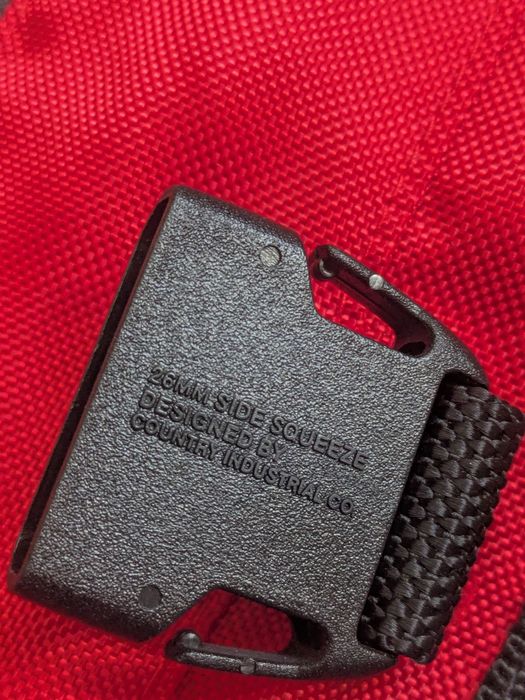 26MM SIDE SQUEEZE
DESIGNED BY
COUNTRY INDUSTRIAL CO.